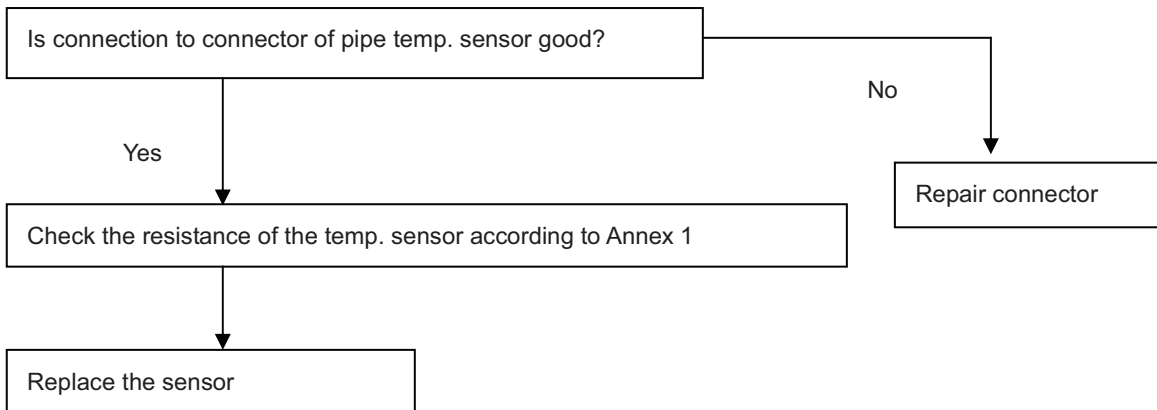 Is connection to connector of pipe temp. sensor good?
No
Yes
Repair connector
Check the resistance of the temp. sensor according to Annex 1
Replace the sensor